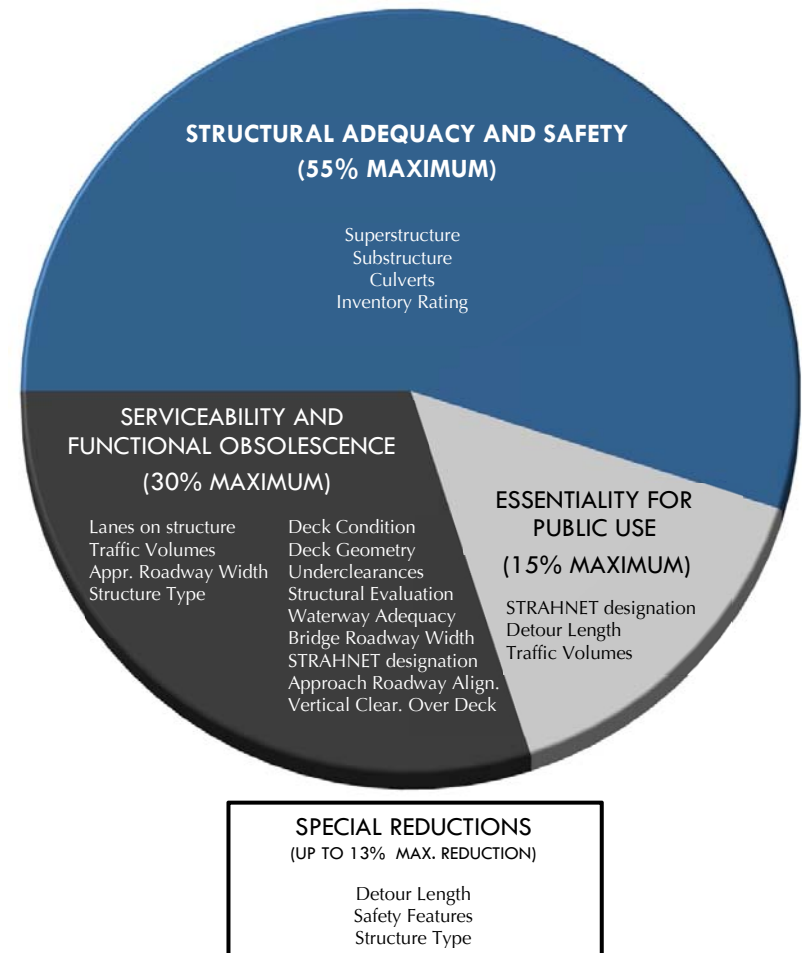 STRUCTURAL ADEQUACY AND SAFETY
(55% MAXIMUM)
Superstructure
Substructure
Culverts
Inventory Rating
SERVICEABILITY AND
FUNCTIONAL OBSOLESCENCE
(30% MAXIMUM)
Lanes on structure
Traffic Volumes
Appr. Roadway Width
Structure Type
Deck Condition
Deck Geometry
Underclearances
Structural Evaluation
Waterway Adequacy
Bridge Roadway Width
STRAHNET designation
Approach Roadway Align.
Vertical Clear. Over Deck
ESSENTIALITY FOR
PUBLIC USE
(15% MAXIMUM)
STRAHNET designation
Detour Length
Traffic Volumes
SPECIAL REDUCTIONS
(UP TO 13% MAX. REDUCTION)
Detour Length
Safety Features
Structure Type